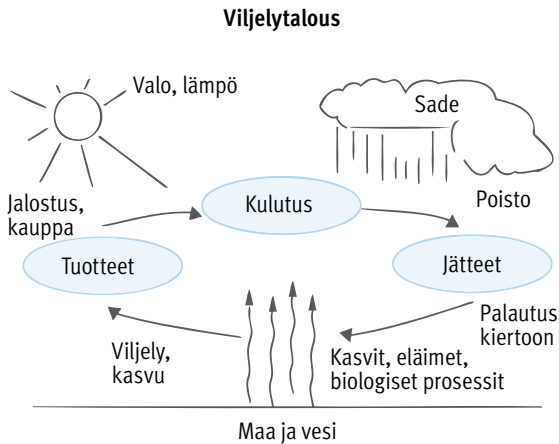 Viljelytalous
Valo, lämpö
Sade
Jalostus,
kauppa
Kulutus
Poisto
Tuotteet
Jätteet
Viljely,
kasvu
Palautus
kiertoon
Kasvit, eläimet,
biologiset prosessit
Maa ja vesi